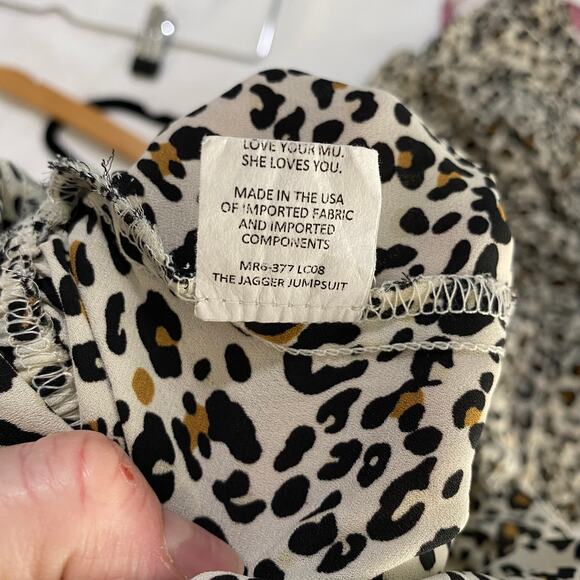 LOVE YOUR MU.
SHE LOVES YOU.
MADE IN THE USA
OF IMPORTED FABRIC
AND IMPORTED
COMPONENTS
MR6-377 LC08
THE JAGGER JUMPSUIT